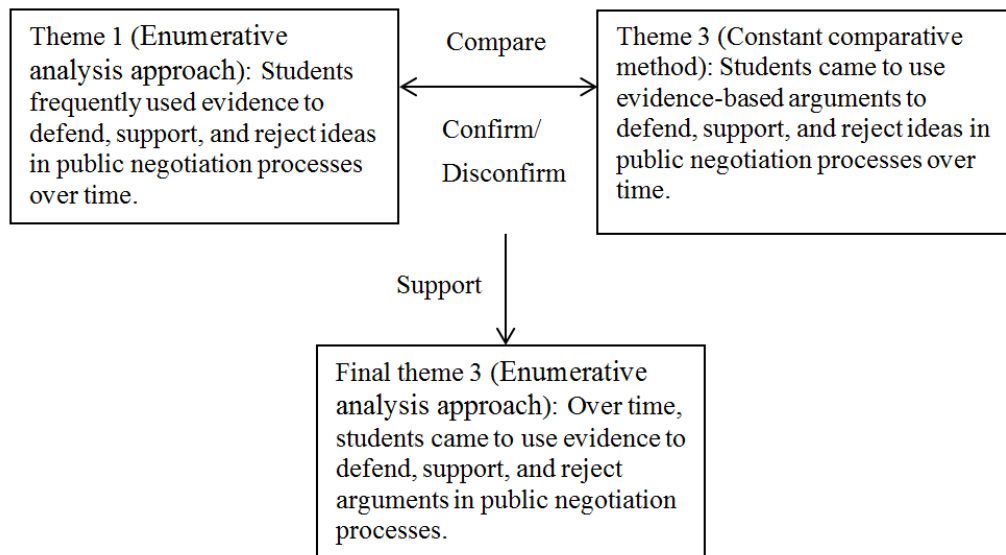 Theme 1 (Enumerative
analysis approach): Students
frequently used evidence to
defend, support, and reject ideas
in public negotiation processes
over time.
Compare
Confirm/
Disconfirm
Theme 3 (Constant comparative
method): Students came to use
evidence-based arguments to
defend, support, and reject ideas in
public negotiation processes over
time.
Support
Final theme 3 (Enumerative
analysis approach): Over time,
students came to use evidence to
defend, support, and reject
arguments in public negotiation
processes.